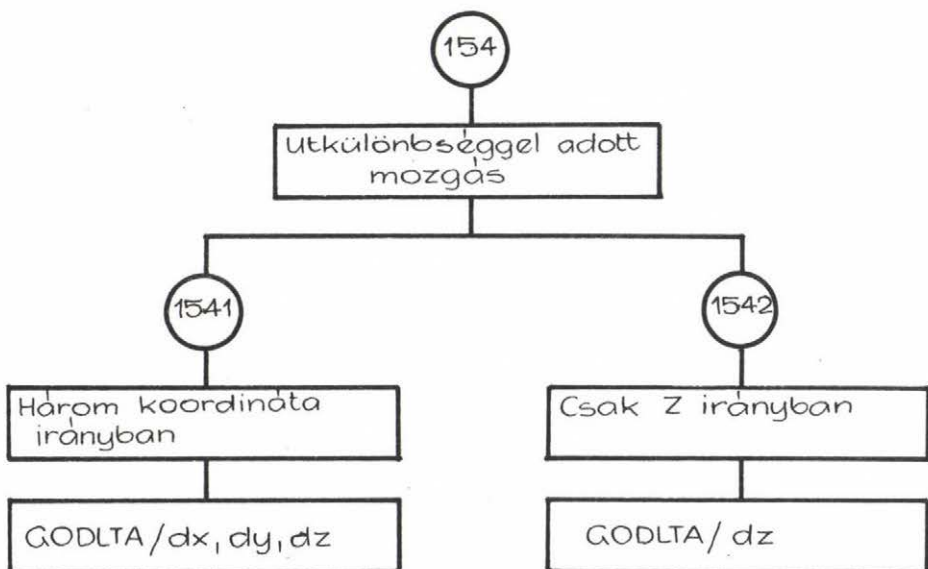 154
Utkülönbséggel adott
mozgás
1541
1542
Három koordináta
irányban
Csak Z irányban
GODLTA/dx, dy, dz
GODLTA/dz